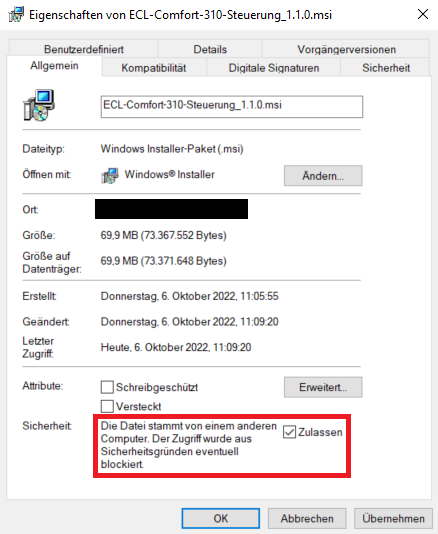 Eigenschaften von ECL-Comfort-310-Steuerung_1.1.0.msi
Benutzerdefiniert Details Vorgängerversionen
Allgemein Kompatibilität Digitale Signaturen Sicherheit
ECL-Comfort-310-Steuerung_1.1.0.msi
Dateityp: Windows Installer-Paket (.msi)
Öffnen mit: Windows® Installer Ändern...
Ort:
Größe: 69,9 MB (73.367.552 Bytes)
Größe auf
Datenträger: 69,9 MB (73.371.648 Bytes)
Erstellt: Donnerstag, 6. Oktober 2022, 11:05:55
Geändert: Donnerstag, 6. Oktober 2022, 11:09:20
Letzter
Zugriff: Heute, 6. Oktober 2022, 11:09:20
Attribute: Schreibgeschützt Erweitert...
Versteckt
Sicherheit: Die Datei stammt von einem anderen
Computer. Der Zugriff wurde aus Zulassen
Sicherheitsgründen eventuell
blockiert.
OK Abbrechen Übernehmen